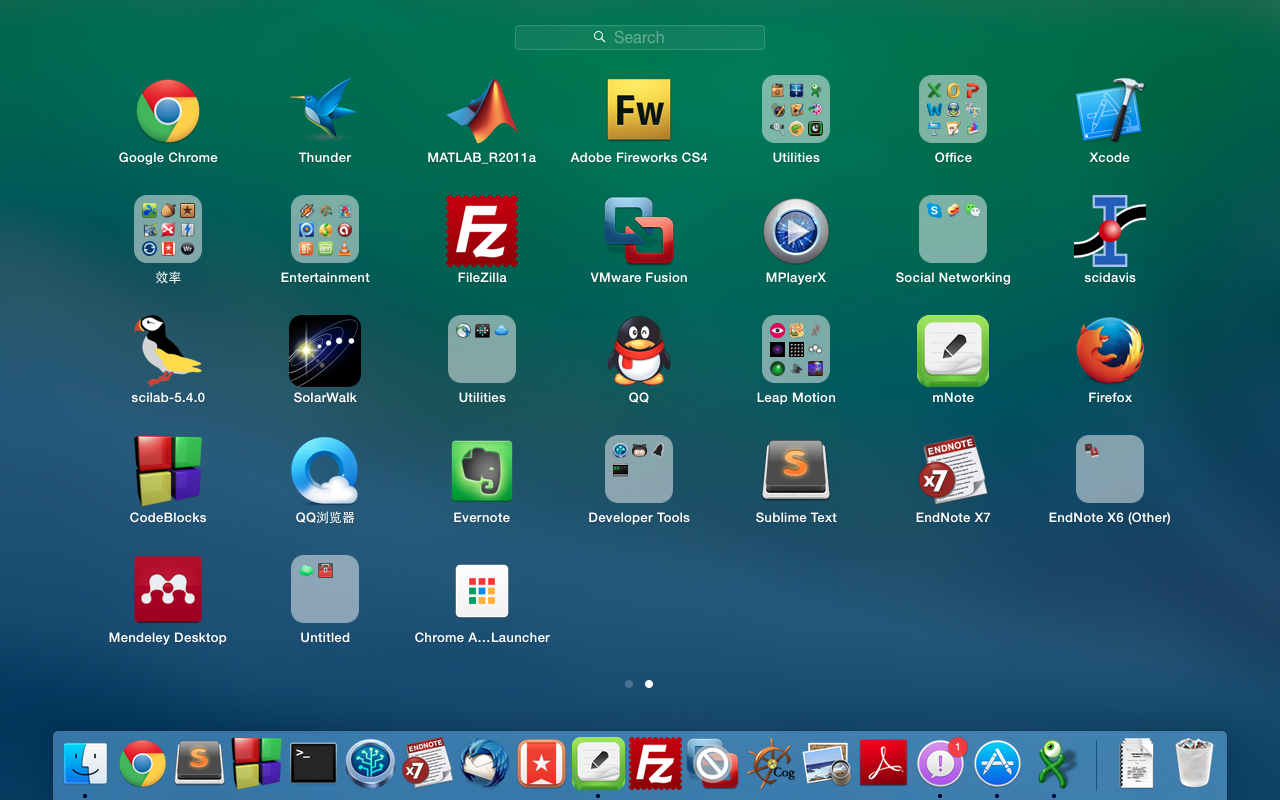 Search
Google Chrome
Thunder
MATLAB_R2011a
Fw
Adobe Fireworks CS4
Utilities
Office
Xcode
效率
Entertainment
Fz
FileZilla
VMware Fusion
MPlayerX
Social Networking
scidavis
scilab-5.4.0
SolarWalk
Utilities
QQ
Leap Motion
mNote
Firefox
CodeBlocks
QQ浏览器
Evernote
Developer Tools
S
Sublime Text
ENDNOTE
x7
EndNote X7
EndNote X6 (Other)
Mendeley Desktop
Untitled
Chrome A...Launcher
S
>_
ENDNOTE
x7
Fz
Cog
1